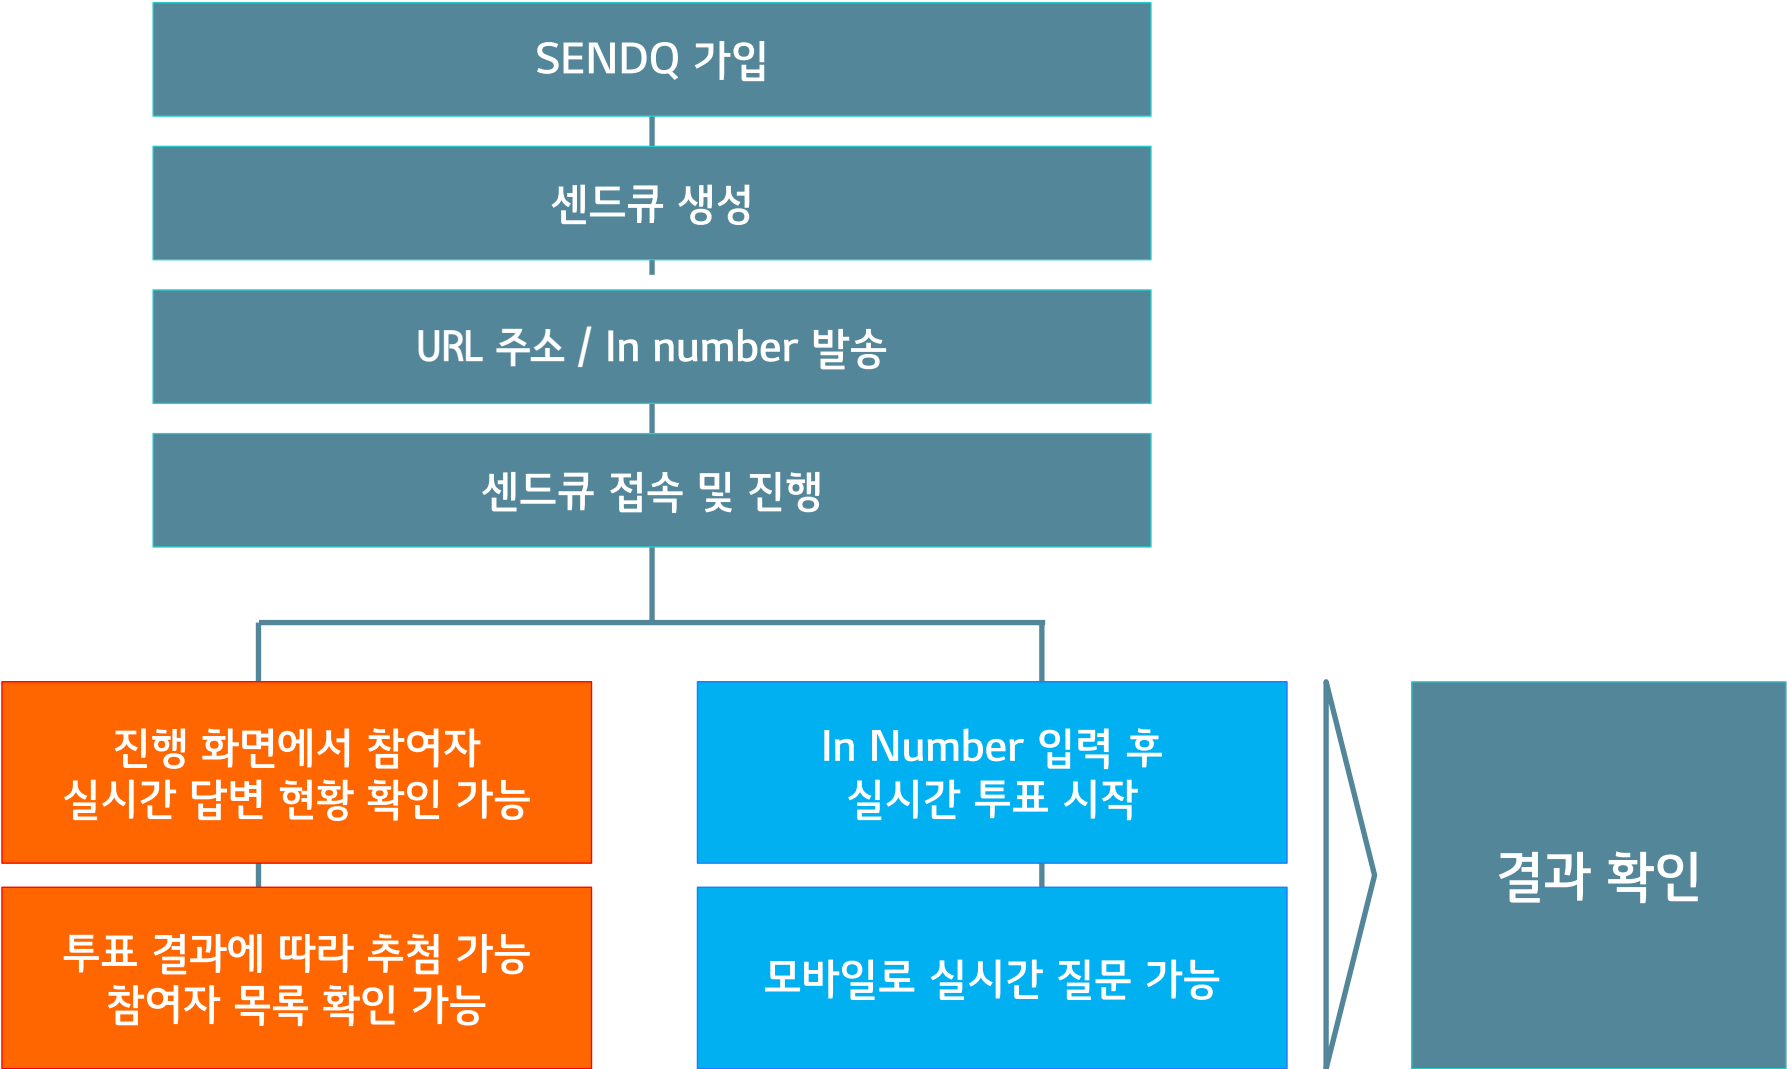 SENDQ 가입
센드큐 생성
URL 주소 / In number 발송
센드큐 접속 및 진행
진행 화면에서 참여자
실시간 답변 현황 확인 가능
In Number 입력 후
실시간 투표 시작
투표 결과에 따라 추첨 가능
참여자 목록 확인 가능
모바일로 실시간 질문 가능
결과 확인